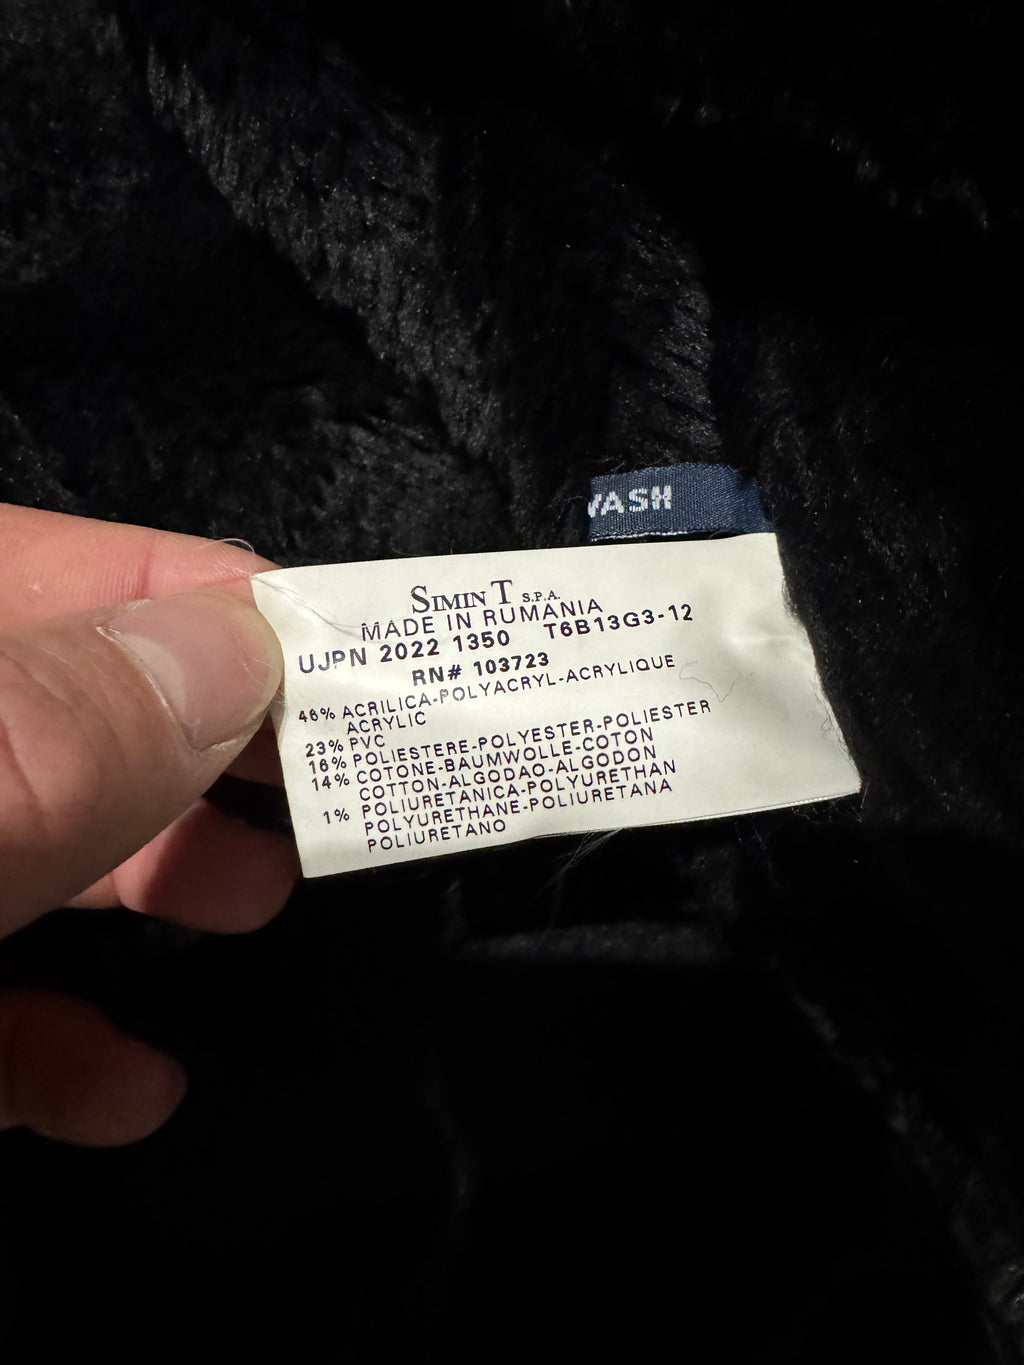 WASH
SIMINT S.P.A.
MADE IN RUMANIA
UJPN 2022 1350 T6B13G3-12
RN# 103723
46% ACRILICA-POLYACRYL-ACRYLIQUE
ACRYLIC
23% PVC
16% POLIESTERE-POLYESTER-POLIESTER
14% COTONE-BAUMWOLLE-COTON
COTTON-ALGODAO-ALGODON
1% POLIURETANICA-POLYURETHAN
POLYURETHANE-POLIURETANA
POLIURETANO